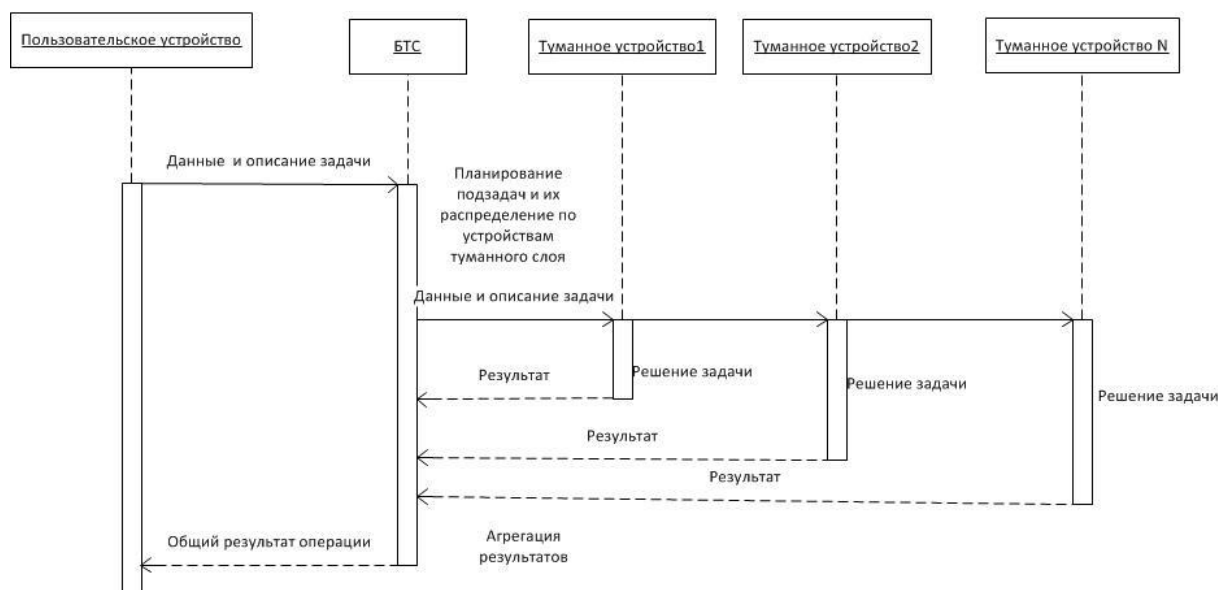 Пользовательское устройство
БТС
Туманное устройство1
Туманное устройство2
Туманное устройство N
Данные и описание задачи
Планирование
подзадач и их
распределение по
устройствам
туманного слоя
Данные и описание задачи
Результат
Решение задачи
Решение задачи
Решение задачи
Результат
Результат
Общий результат операции
Агрегация
результатов